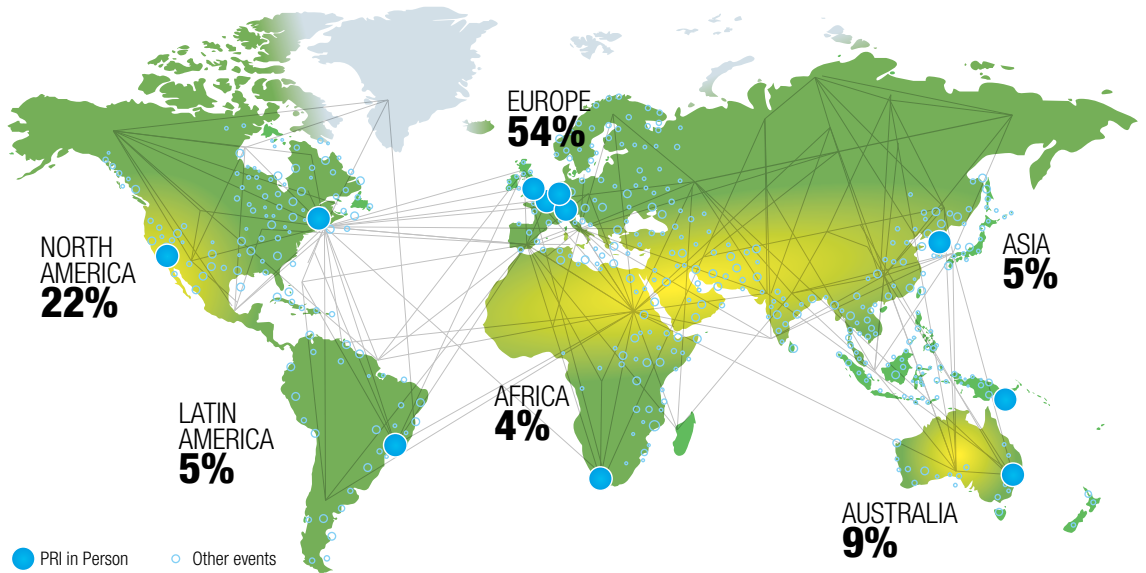 EUROPE
54%
NORTH
AMERICA
22%
ASIA
5%
LATIN
AMERICA
5%
AFRICA
4%
AUSTRALIA
9%
PRI in Person
Other events